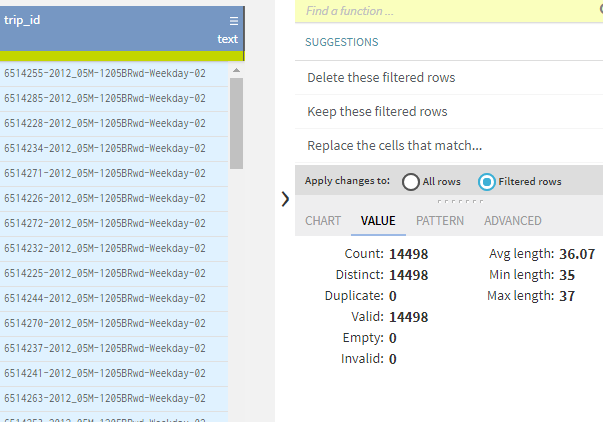 trip_id
text
6514255-2012_05M-1205BRwd-Weekday-02
6514285-2012_05M-1205BRwd-Weekday-02
6514228-2012_05M-1205BRwd-Weekday-02
6514234-2012_05M-1205BRwd-Weekday-02
6514271-2012_05M-1205BRwd-Weekday-02
6514226-2012_05M-1205BRwd-Weekday-02
6514272-2012_05M-1205BRwd-Weekday-02
6514232-2012_05M-1205BRwd-Weekday-02
6514225-2012_05M-1205BRwd-Weekday-02
6514244-2012_05M-1205BRwd-Weekday-02
6514270-2012_05M-1205BRwd-Weekday-02
6514237-2012_05M-1205BRwd-Weekday-02
6514241-2012_05M-1205BRwd-Weekday-02
6514263-2012_05M-1205BRwd-Weekday-02
Find a function ...
SUGGESTIONS
Delete these filtered rows
Keep these filtered rows
Replace the cells that match...
Apply changes to: All rows Filtered rows
CHART VALUE PATTERN ADVANCED
Count: 14498 Avg length: 36.07
Distinct: 14498 Min length: 35
Duplicate: 0 Max length: 37
Valid: 14498
Empty: 0
Invalid: 0